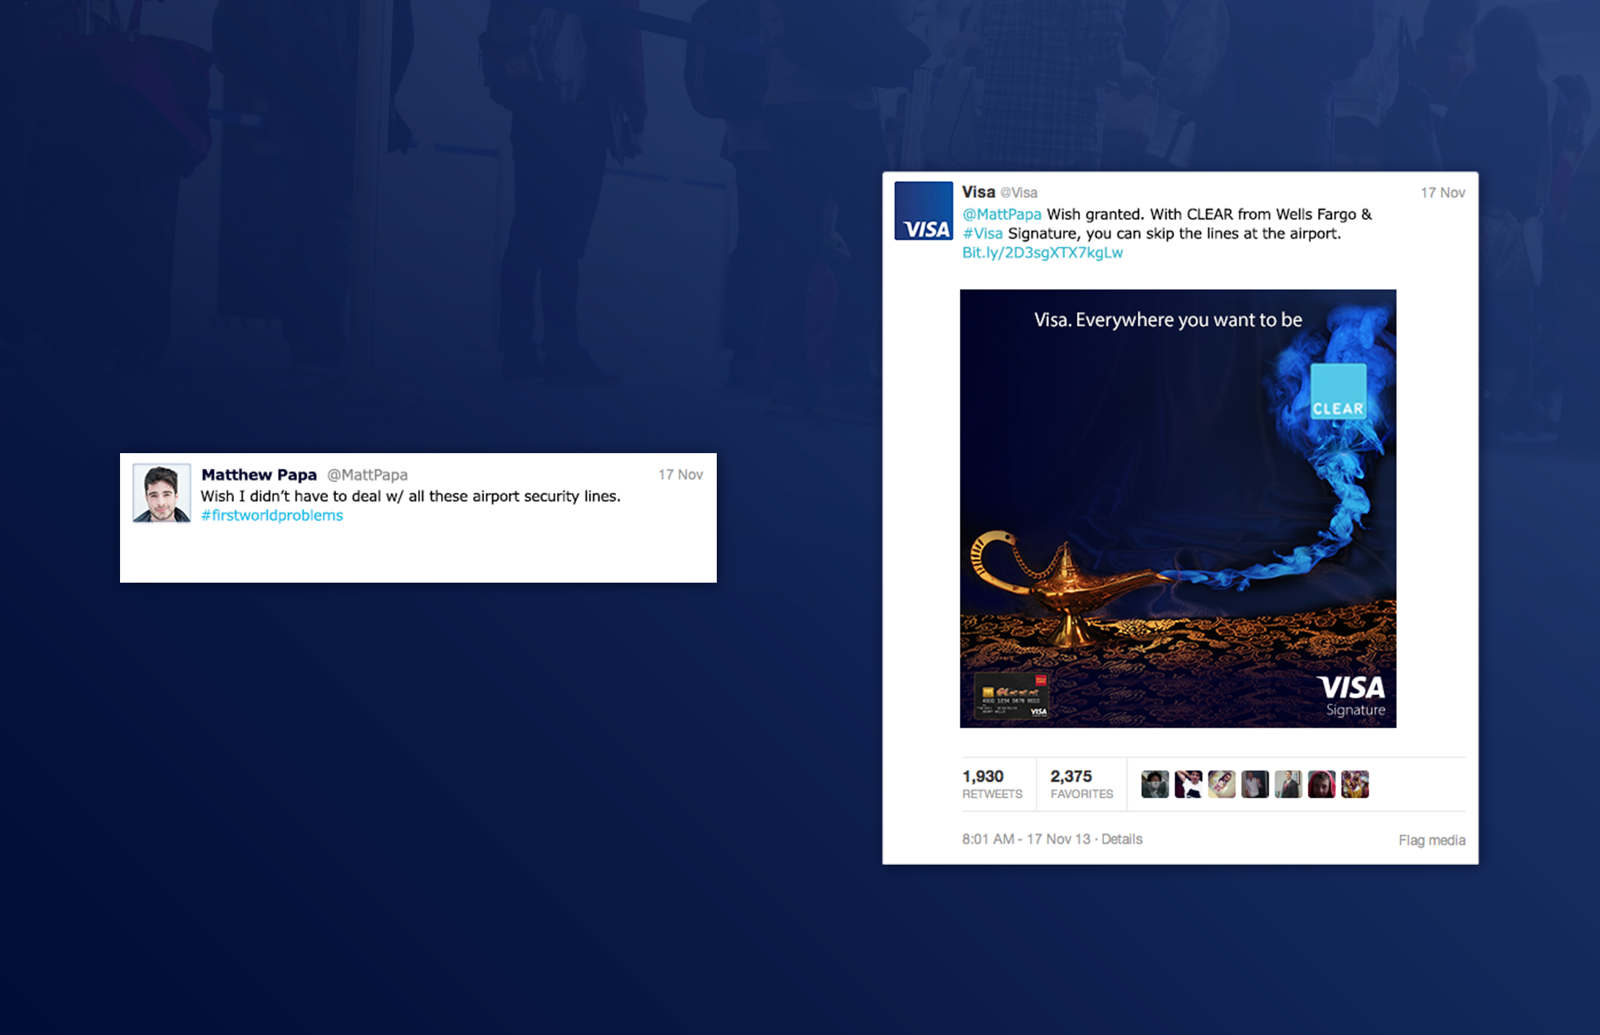 Matthew Papa @MattPapa 17 Nov
Wish I didn't have to deal w/ all these airport security lines.
#firstworldproblems
Visa @Visa 17 Nov
VISA
@MattPapa Wish granted. With CLEAR from Wells Fargo &
#Visa Signature, you can skip the lines at the airport.
Bit.ly/2D3sgXTX7kgLw
Visa. Everywhere you want to be
CLEAR
VISA
Signature
VISA
1,930
RETWEETS
2,375
FAVORITES
8:01 AM - 17 Nov 13 · Details
Flag media